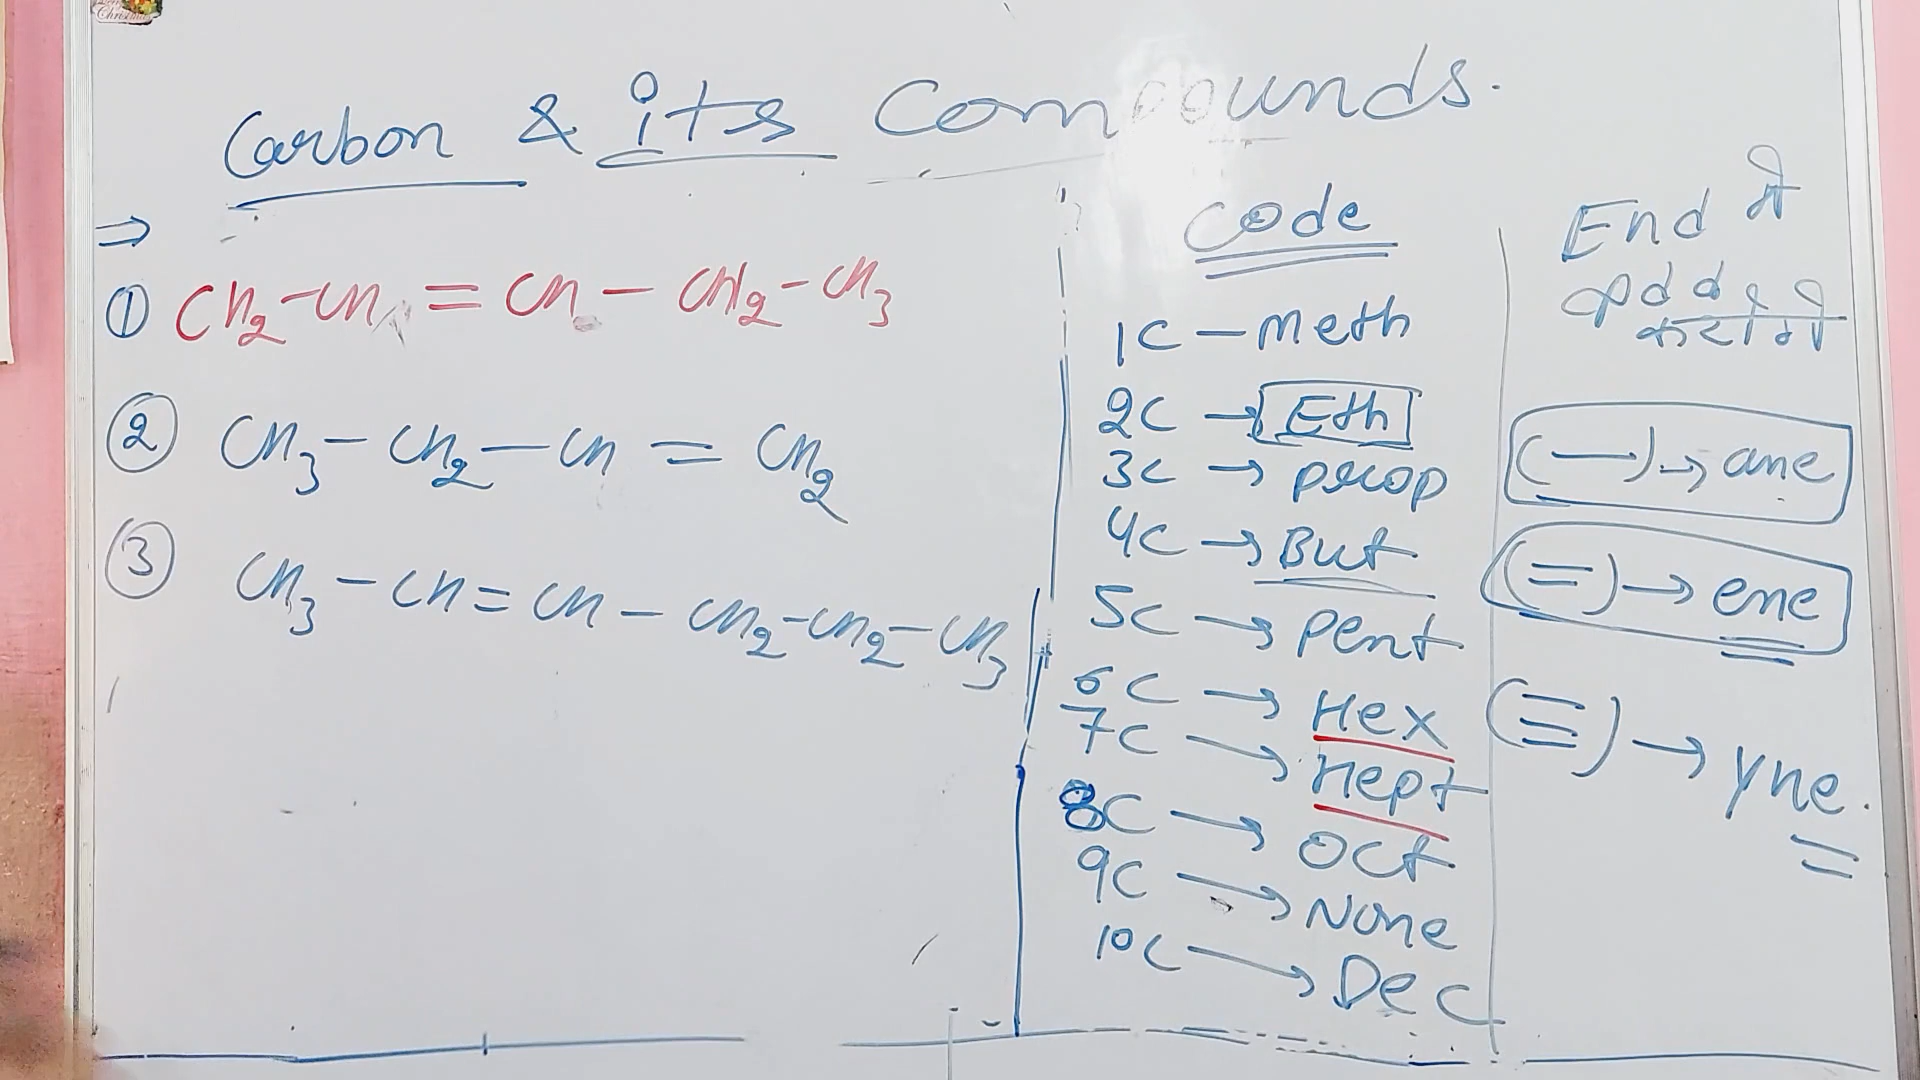 Carbon & its Compounds.
⇒
① CH₂-CH = CH - CH₂-CH₃
② CH₃- CH₂-CH = CH₂
③ CH₃ - CH=CH - CH₂-CH₂-CH₃
Code
1C - Meth
2C → Eth
3C → Prop
4C → But
5C → Pent
6C → Hex
7C → Hept
8C → Oct
9C → None
10C → Dec
End
(—) → ane
(=) → ene
(≡) → yne.